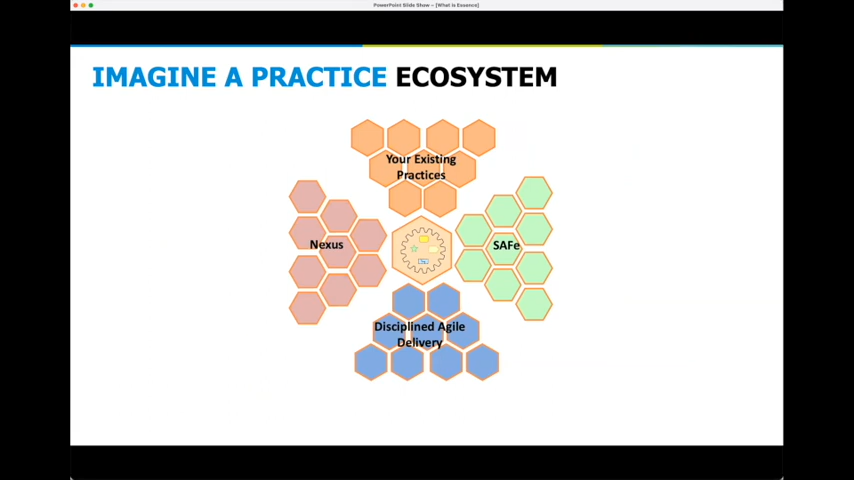 PowerPoint Slide Show - [What is Essence]
IMAGINE A PRACTICE ECOSYSTEM
Your Existing
Practices
Nexus
SAFe
Disciplined Agile
Delivery